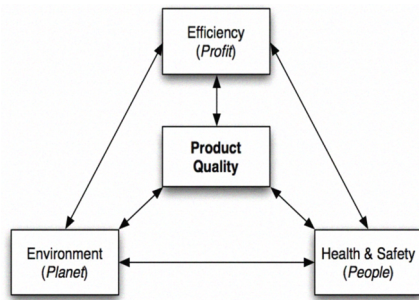 Efficiency
(Profit)
Product
Quality
Environment
(Planet)
Health & Safety
(People)